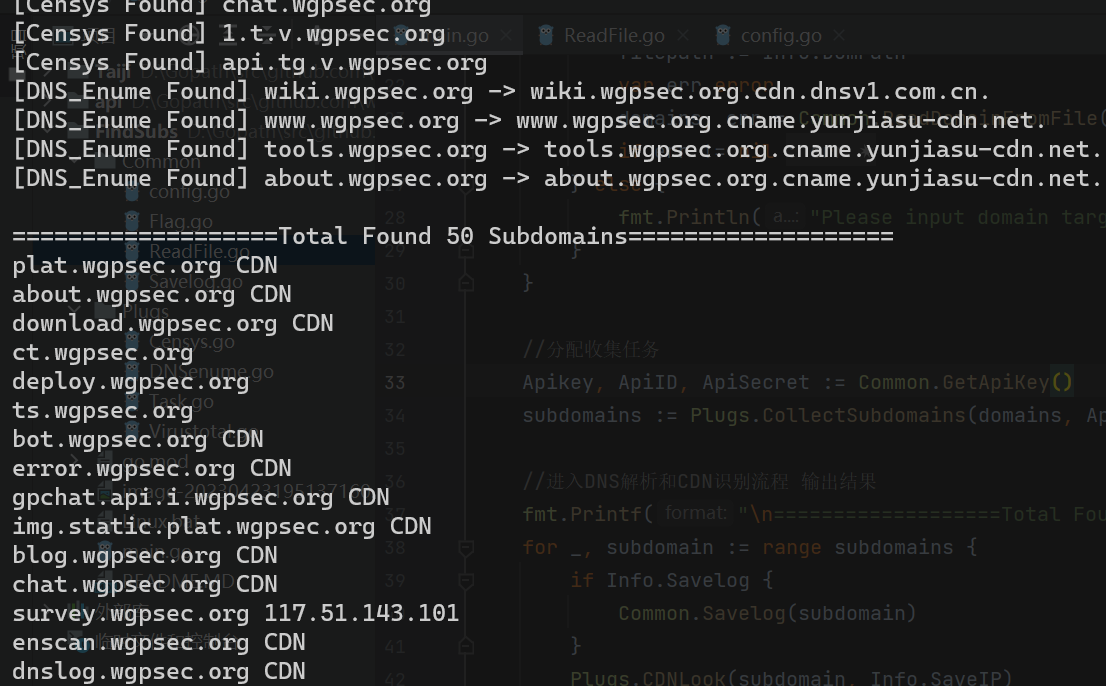 [Censys Found] chat.wgpsec.org
[Censys Found] 1.t.v.wgpsec.org
[Censys Found] api.tg.v.wgpsec.org
[DNS_Enume Found] wiki.wgpsec.org -> wiki.wgpsec.org.cdn.dnsv1.com.cn.
[DNS_Enume Found] www.wgpsec.org -> www.wgpsec.org.cname.yunjiasu-cdn.net.
[DNS_Enume Found] tools.wgpsec.org -> tools.wgpsec.org.cname.yunjiasu-cdn.net.
[DNS_Enume Found] about.wgpsec.org -> about.wgpsec.org.cname.yunjiasu-cdn.net.
===================Total Found 50 Subdomains===================
plat.wgpsec.org CDN
about.wgpsec.org CDN
download.wgpsec.org CDN
ct.wgpsec.org
deploy.wgpsec.org
ts.wgpsec.org
bot.wgpsec.org CDN
error.wgpsec.org CDN
gpchat.api.i.wgpsec.org CDN
img.static.plat.wgpsec.org CDN
blog.wgpsec.org CDN
chat.wgpsec.org CDN
survey.wgpsec.org 117.51.143.101
enscan.wgpsec.org CDN
dnslog.wgpsec.org CDN
ReadFile.go
config.go
Taiji
api
FindSubs
Common
config.go
Flag.go
ReadFile.go
Savelog.go
Plugs
Censys.go
DNSenume.go
Task.go
Virustotal.go
go.mod
README.MD
外部库
filepath := Info.DomPath
var err error
28 fmt.Println( a...: "Please input domain targ
29 }
30 }
31
32 //分配收集任务
33 Apikey, ApiID, ApiSecret := Common.GetApiKey()
34 subdomains := Plugs.CollectSubdomains(domains, Ap
35
36 //进入DNS解析和CDN识别流程 输出结果
37 fmt.Printf( format: "\n===================Total Fou
38 for _, subdomain := range subdomains {
39 if Info.Savelog {
40 Common.Savelog(subdomain)
41 }
42 Plugs.CDNLook(subdomain, Info.SaveIP)